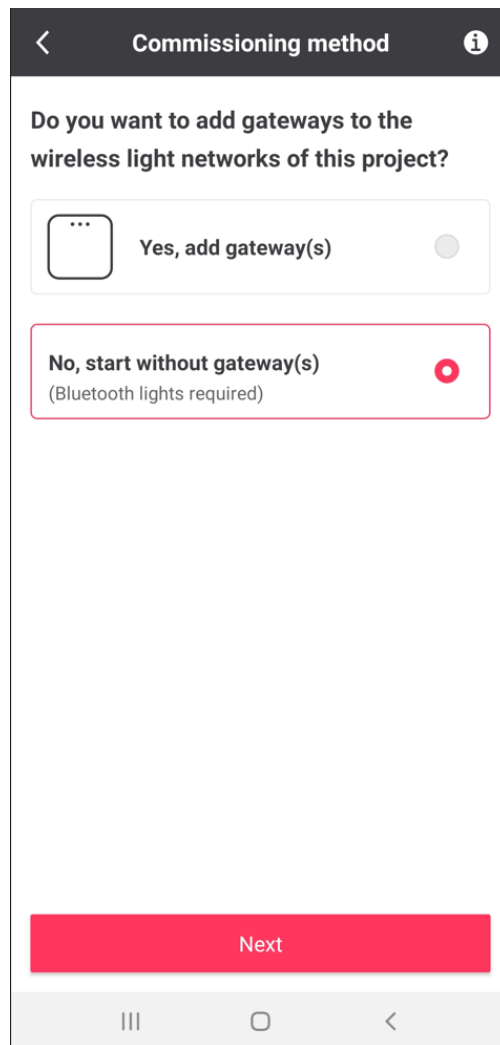 Commissioning method
Do you want to add gateways to the
wireless light networks of this project?
Yes, add gateway(s)
No, start without gateway(s)
(Bluetooth lights required)
Next